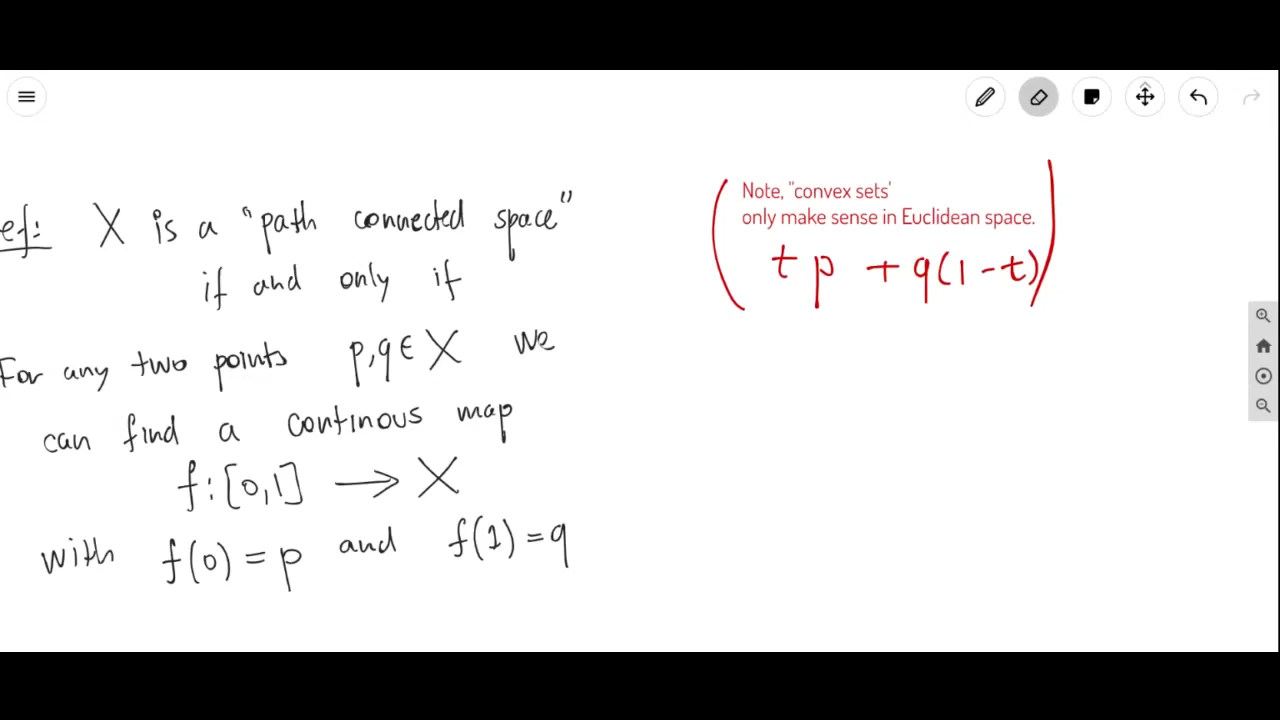 ef: X is a "path connected space"
if and only if
For any two points p,q ∈ X we
can find a continous map
f:[0,1] → X
with f(0) = p and f(1) = q
(Note, "convex sets'
only make sense in Euclidean space.
t p + q(1-t))